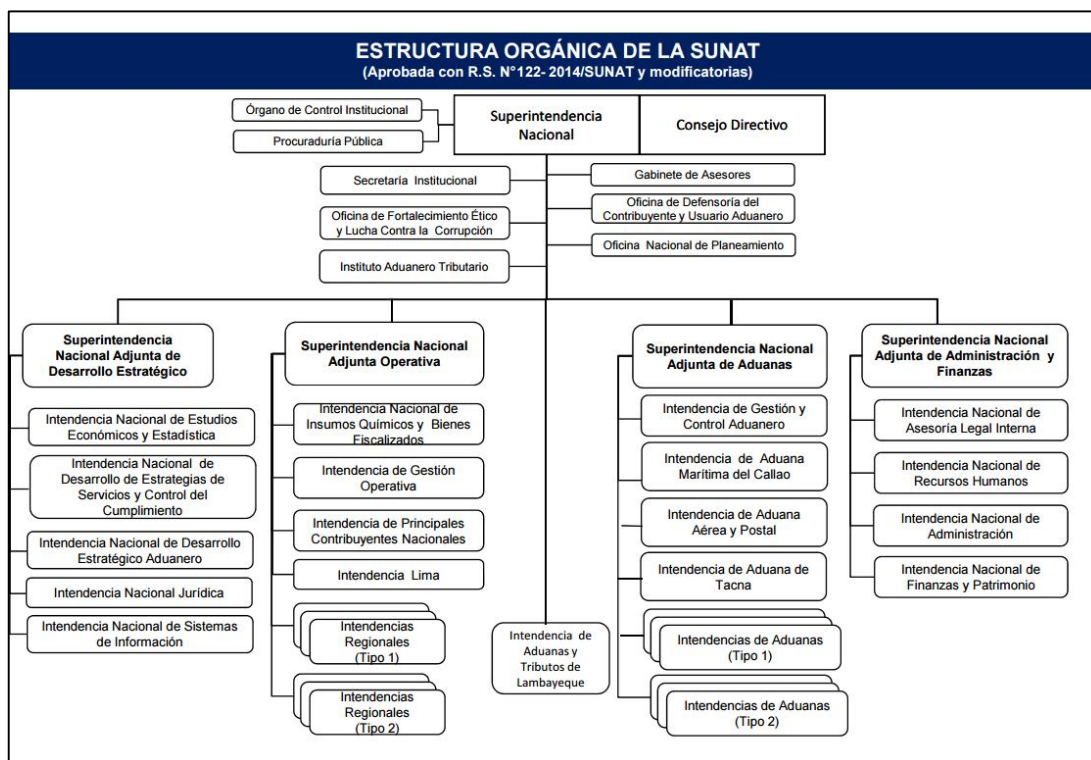 ESTRUCTURA ORGÁNICA DE LA SUNAT
(Aprobada con R.S. N°122- 2014/SUNAT y modificatorias)
Órgano de Control Institucional
Procuraduría Pública
Superintendencia
Nacional
Consejo Directivo
Secretaría Institucional
Gabinete de Asesores
Oficina de Fortalecimiento Ético
y Lucha Contra la Corrupción
Oficina de Defensoría del
Contribuyente y Usuario Aduanero
Instituto Aduanero Tributario
Oficina Nacional de Planeamiento
Superintendencia
Nacional Adjunta de
Desarrollo Estratégico
Intendencia Nacional de Estudios
Económicos y Estadística
Intendencia Nacional de
Desarrollo de Estrategias de
Servicios y Control del
Cumplimiento
Intendencia Nacional de Desarrollo
Estratégico Aduanero
Intendencia Nacional Jurídica
Intendencia Nacional de Sistemas
de Información
Superintendencia Nacional
Adjunta Operativa
Intendencia Nacional de
Insumos Químicos y Bienes
Fiscalizados
Intendencia de Gestión
Operativa
Intendencia de Principales
Contribuyentes Nacionales
Intendencia Lima
Intendencias
Regionales
(Tipo 1)
Intendencias
Regionales
(Tipo 2)
Intendencia de
Aduanas y
Tributos de
Lambayeque
Superintendencia Nacional
Adjunta de Aduanas
Intendencia de Gestión y
Control Aduanero
Intendencia de Aduana
Marítima del Callao
Intendencia de Aduana
Aérea y Postal
Intendencia de Aduana de
Tacna
Intendencias de Aduanas
(Tipo 1)
Intendencias de Aduanas
(Tipo 2)
Superintendencia Nacional
Adjunta de Administración y
Finanzas
Intendencia Nacional de
Asesoría Legal Interna
Intendencia Nacional de
Recursos Humanos
Intendencia Nacional de
Administración
Intendencia Nacional de
Finanzas y Patrimonio